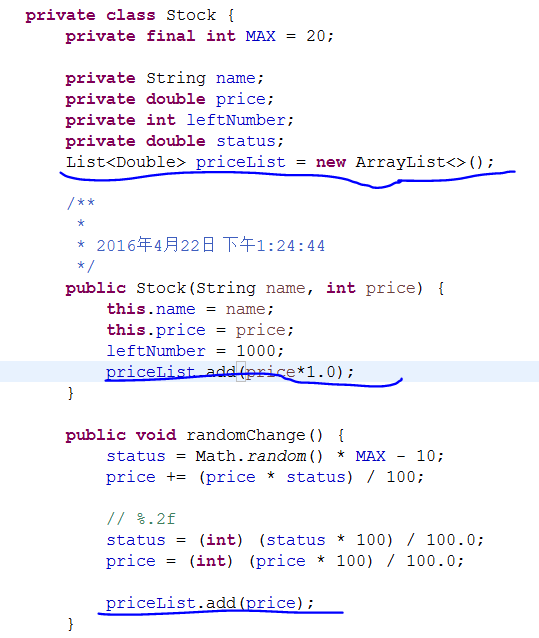 private class Stock {
private final int MAX = 20;
private String name;
private double price;
private int leftNumber;
private double status;
List<Double> priceList = new ArrayList<>();
/**
*
* 2016年4月22日 下午1:24:44
*/
public Stock(String name, int price) {
this.name = name;
this.price = price;
leftNumber = 1000;
priceList.add(price*1.0);
}
public void randomChange() {
status = Math.random() * MAX - 10;
price += (price * status) / 100;
// %.2f
status = (int) (status * 100) / 100.0;
price = (int) (price * 100) / 100.0;
priceList.add(price);
}